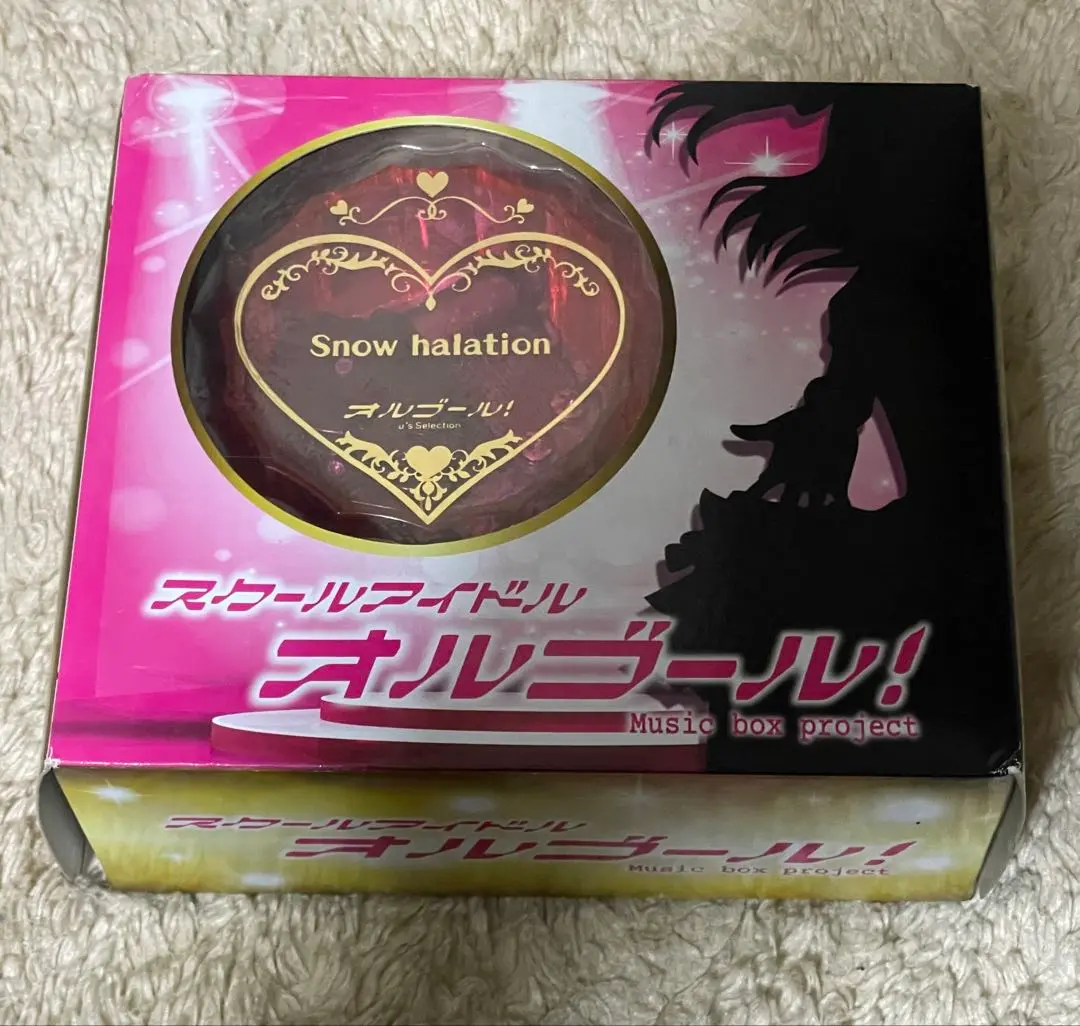 Snow halation
オルゴール!
u's Selection
スクールアイドル
オルゴール!
Music box project
スクールアイドル
オルゴール!
Music box project